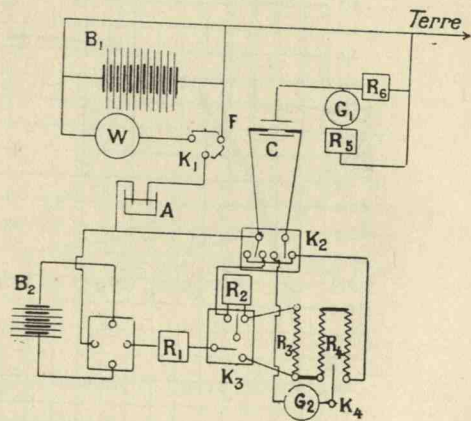 Terre
B₁
R₆
G₁
W
F
C
R₅
K₁
A
K₂
B₂
R₂
R₁
R₃
R₄
K₃
G₂
K₄